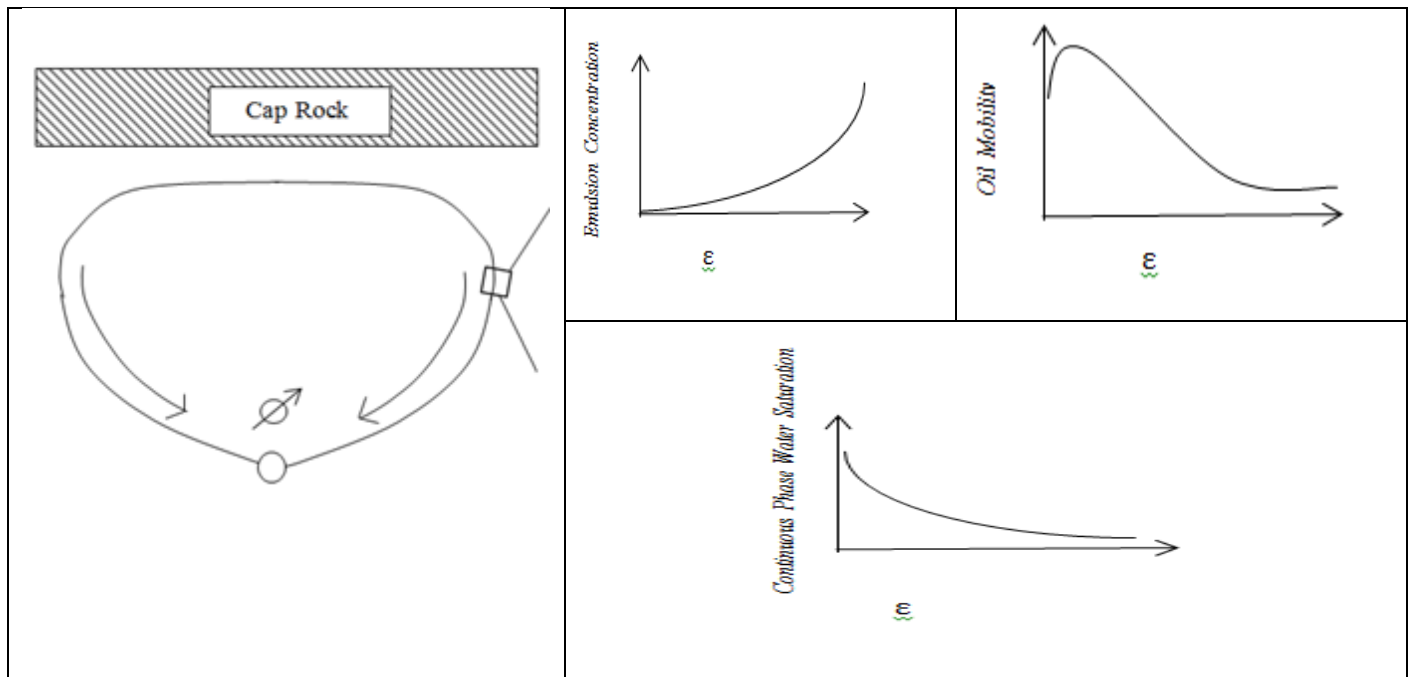 Cap Rock
Emulsion Concentration
ε
Oil Mobility
ε
Continuous Phase Water Saturation
ε